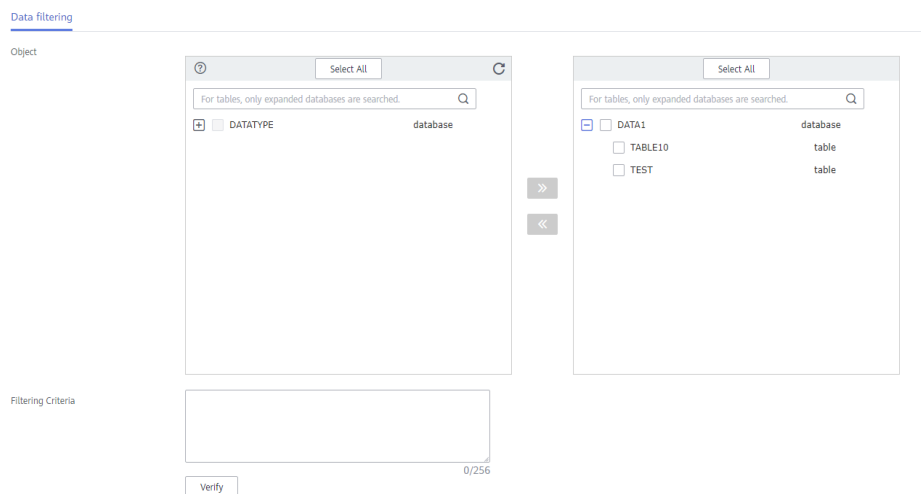 Data filtering
Object
Select All
Select All
For tables, only expanded databases are searched.
For tables, only expanded databases are searched.
DATATYPE database
DATA1 database
TABLE10 table
TEST table
Filtering Criteria
0/256
Verify